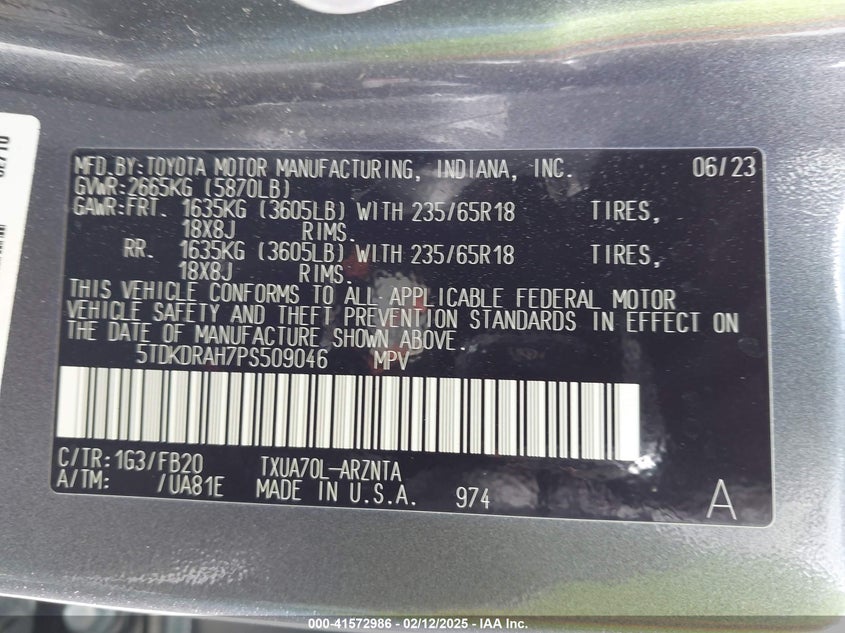 MFD.BY:TOYOTA MOTOR MANUFACTURING, INDIANA, INC. 06/23
GVWR:2665KG (5870LB)
GAWR:FRT. 1635KG (3605LB) WITH 235/65R18 TIRES,
18X8J RIMS.
RR. 1635KG (3605LB) WITH 235/65R18 TIRES,
18X8J RIMS.
THIS VEHICLE CONFORMS TO ALL APPLICABLE FEDERAL MOTOR
VEHICLE SAFETY AND THEFT PREVENTION STANDARDS IN EFFECT ON
THE DATE OF MANUFACTURE SHOWN ABOVE.
5TDKDRAH7PS509046 MPV
C/TR:1G3/FB20 TXUA70L-ARZNTA
A/TM: /UA81E MADE IN U.S.A. 974 A
000-41572986 - 02/12/2025 - IAA Inc.